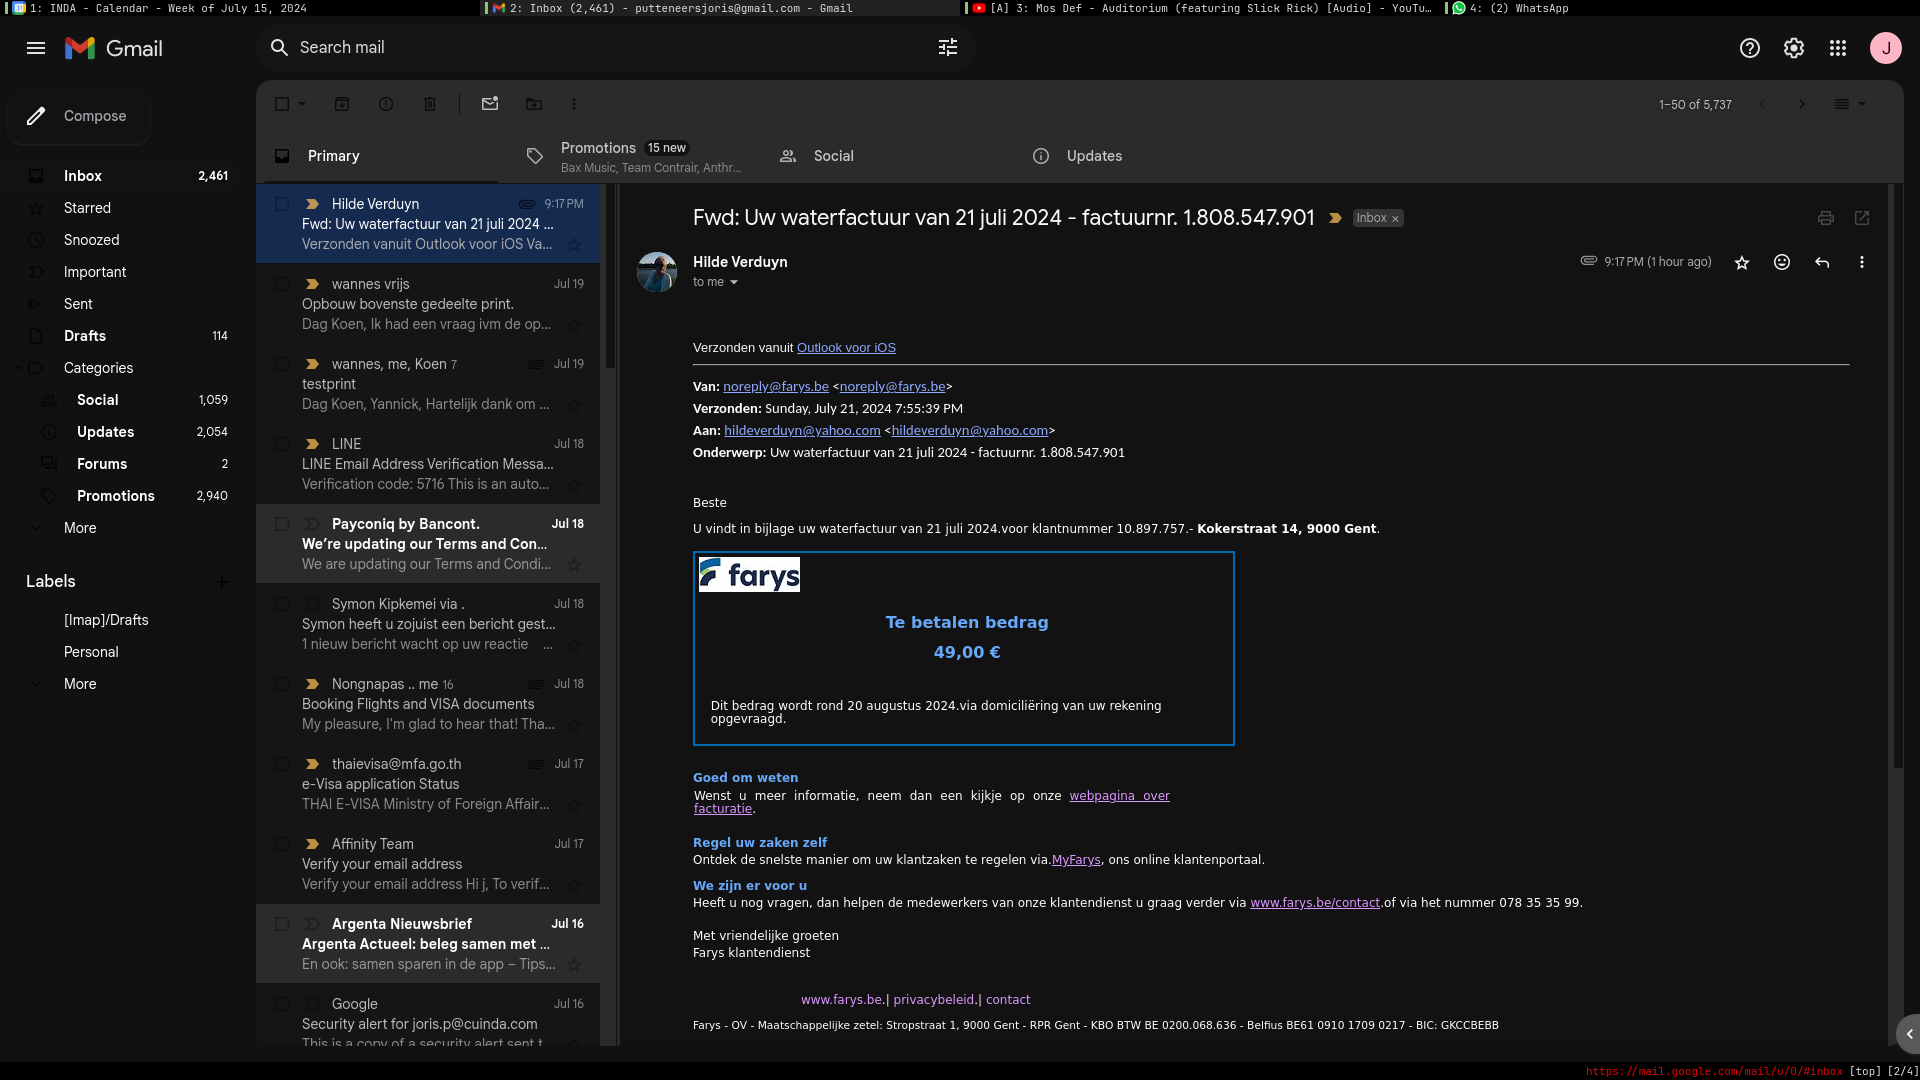 1: INDA - Calendar - Week of July 15, 2024
2: Inbox (2,461) - putteneersjoris@gmail.com - Gmail
[A] 3: Mos Def - Auditorium (featuring Slick Rick) [Audio] - YouTu…
4: (2) WhatsApp
Gmail
Search mail
J
Compose
1–50 of 5,737
Primary
Promotions 15 new
Bax Music, Team Contrair, Anthr...
Social
Updates
Inbox 2,461
Starred
Snoozed
Important
Sent
Drafts 114
Categories
Social 1,059
Updates 2,054
Forums 2
Promotions 2,940
More
Labels
[Imap]/Drafts
Personal
More
Hilde Verduyn 9:17 PM
Fwd: Uw waterfactuur van 21 juli 2024 ...
Verzonden vanuit Outlook voor iOS Va...
wannes vrijs Jul 19
Opbouw bovenste gedeelte print.
Dag Koen, Ik had een vraag ivm de op...
wannes, me, Koen 7 Jul 19
testprint
Dag Koen, Yannick, Hartelijk dank om ...
LINE Jul 18
LINE Email Address Verification Messa...
Verification code: 5716 This is an auto...
Payconiq by Bancont. Jul 18
We’re updating our Terms and Con...
We are updating our Terms and Condi...
Symon Kipkemei via . Jul 18
Symon heeft u zojuist een bericht gest...
1 nieuw bericht wacht op uw reactie ...
Nongnapas .. me 16 Jul 18
Booking Flights and VISA documents
My pleasure, I'm glad to hear that! Tha...
thaievisa@mfa.go.th Jul 17
e-Visa application Status
THAI E-VISA Ministry of Foreign Affair...
Affinity Team Jul 17
Verify your email address
Verify your email address Hi j, To verif...
Argenta Nieuwsbrief Jul 16
Argenta Actueel: beleg samen met ...
En ook: samen sparen in de app – Tips...
Google Jul 16
Security alert for joris.p@cuinda.com
This is a copy of a security alert sent t
Fwd: Uw waterfactuur van 21 juli 2024 - factuurnr. 1.808.547.901 Inbox ×
Hilde Verduyn 9:17 PM (1 hour ago)
to me
Verzonden vanuit Outlook voor iOS
Van: noreply@farys.be <noreply@farys.be>
Verzonden: Sunday, July 21, 2024 7:55:39 PM
Aan: hildeverduyn@yahoo.com <hildeverduyn@yahoo.com>
Onderwerp: Uw waterfactuur van 21 juli 2024 - factuurnr. 1.808.547.901
Beste
U vindt in bijlage uw waterfactuur van 21 juli 2024.voor klantnummer 10.897.757.- Kokerstraat 14, 9000 Gent.
farys
Te betalen bedrag
49,00 €
Dit bedrag wordt rond 20 augustus 2024.via domiciliëring van uw rekening
opgevraagd.
Goed om weten
Wenst u meer informatie, neem dan een kijkje op onze webpagina over
facturatie.
Regel uw zaken zelf
Ontdek de snelste manier om uw klantzaken te regelen via.MyFarys, ons online klantenportaal.
We zijn er voor u
Heeft u nog vragen, dan helpen de medewerkers van onze klantendienst u graag verder via www.farys.be/contact.of via het nummer 078 35 35 99.
Met vriendelijke groeten
Farys klantendienst
www.farys.be.| privacybeleid.| contact
Farys - OV - Maatschappelijke zetel: Stropstraat 1, 9000 Gent - RPR Gent - KBO BTW BE 0200.068.636 - Belfius BE61 0910 1709 0217 - BIC: GKCCBEBB
https://mail.google.com/mail/u/0/#inbox [top] [2/4]